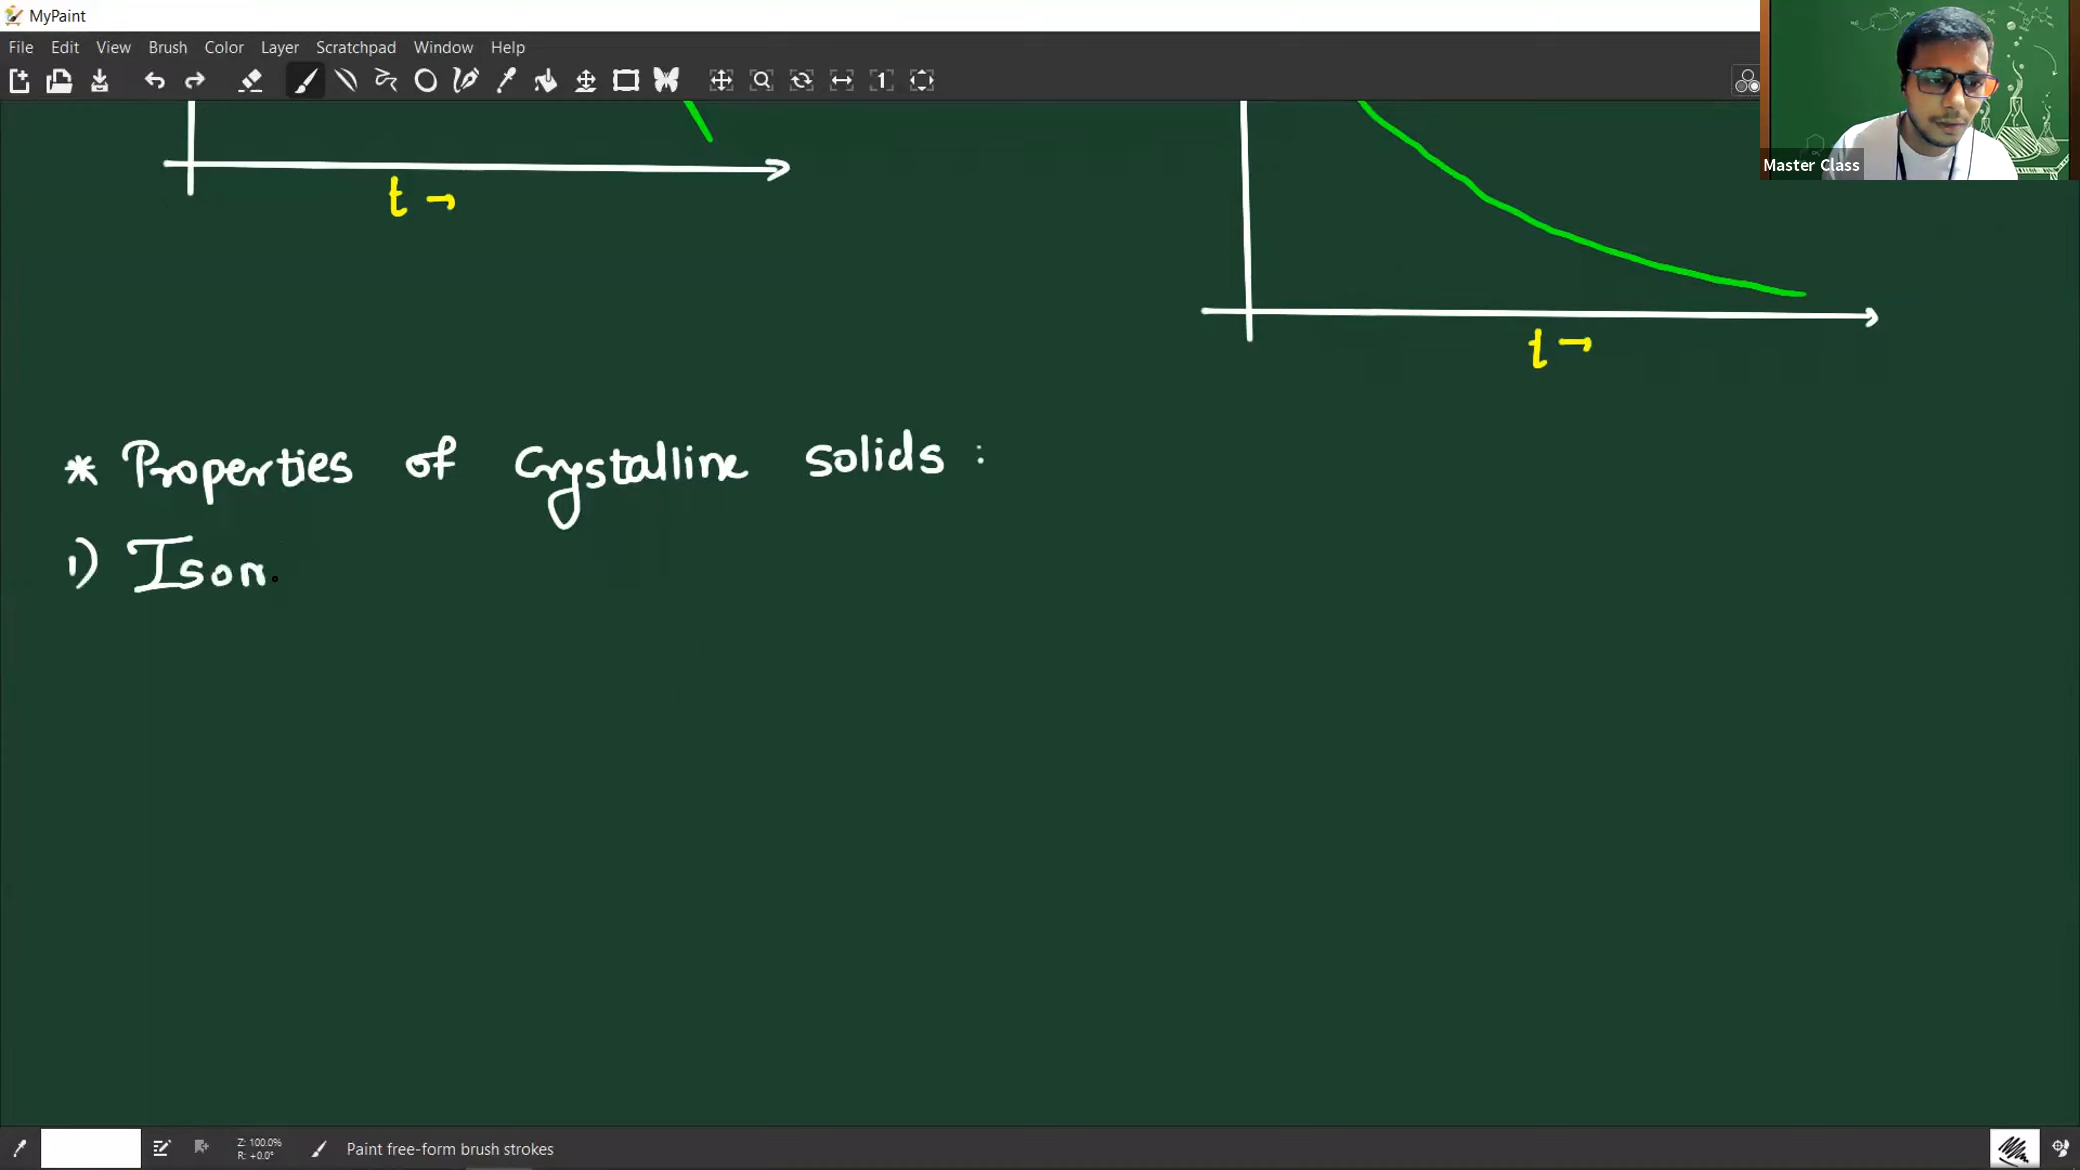 MyPaint
File Edit View Brush Color Layer Scratchpad Window Help
Master Class
t →
t →
* Properties of Crystalline solids :
1) Isom
Z: 100.0%
R: +0.0°
Paint free-form brush strokes